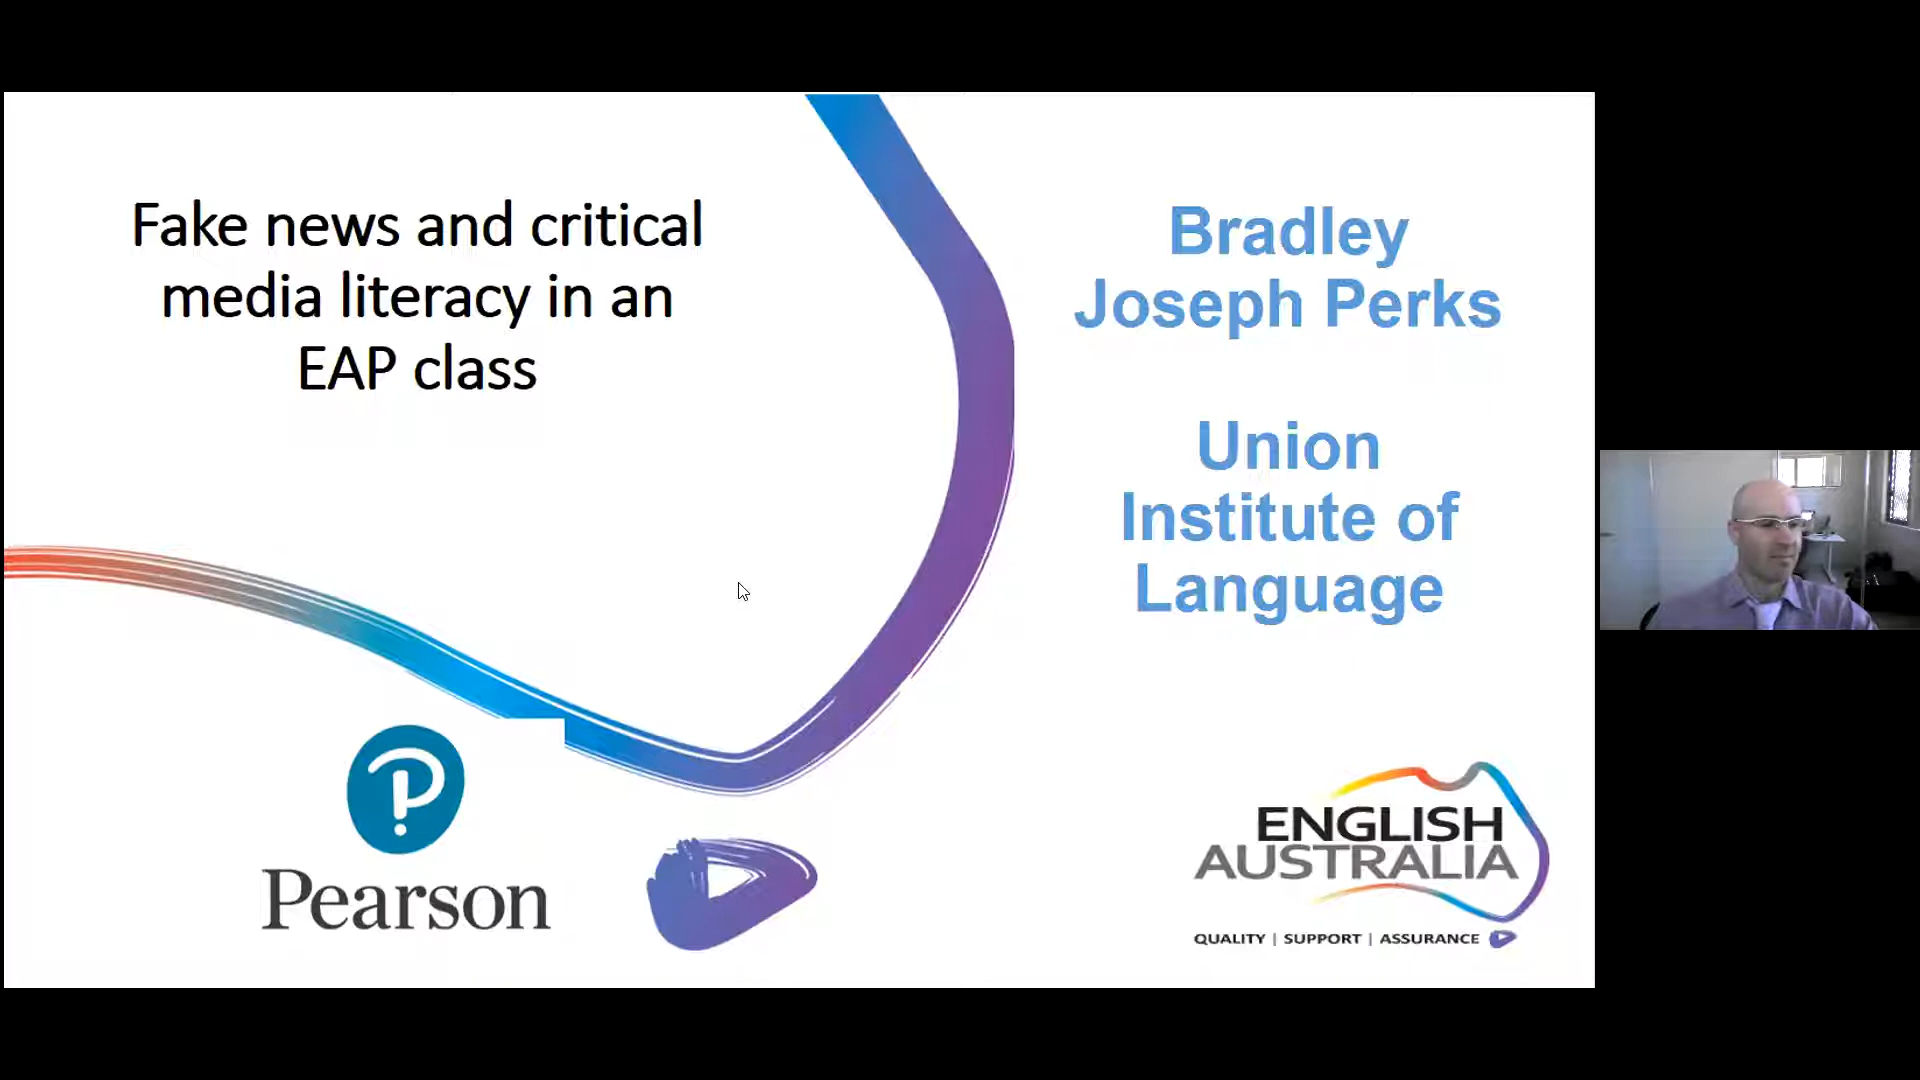 Fake news and critical
media literacy in an
EAP class
Bradley
Joseph Perks
Union
Institute of
Language
Pearson
ENGLISH
AUSTRALIA
QUALITY | SUPPORT | ASSURANCE